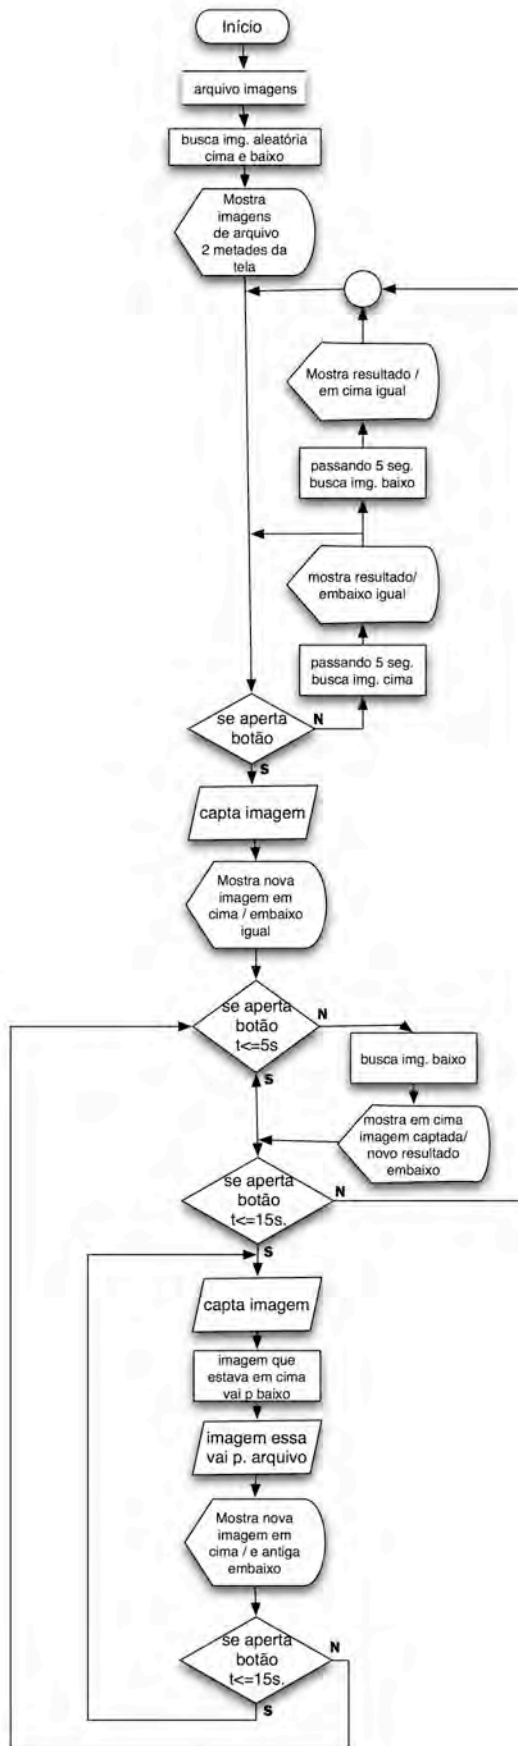 Início
arquivo imagens
busca img. aleatória
cima e baixo
Mostra
imagens
de arquivo
2 metades da
tela
Mostra resultado /
em cima igual
passando 5 seg.
busca img. baixo
mostra resultado/
embaixo igual
passando 5 seg.
busca img. cima
se aperta
botão
N
S
capta imagem
Mostra nova
imagem em
cima / embaixo
igual
se aperta
botão
t<=5s
N
S
busca img. baixo
mostra em cima
imagem captada/
novo resultado
embaixo
se aperta
botão
t<=15s.
N
S
capta imagem
imagem que
estava em cima
vai p baixo
imagem essa
vai p. arquivo
Mostra nova
imagem em
cima / e antiga
embaixo
se aperta
botão
t<=15s.
N
S